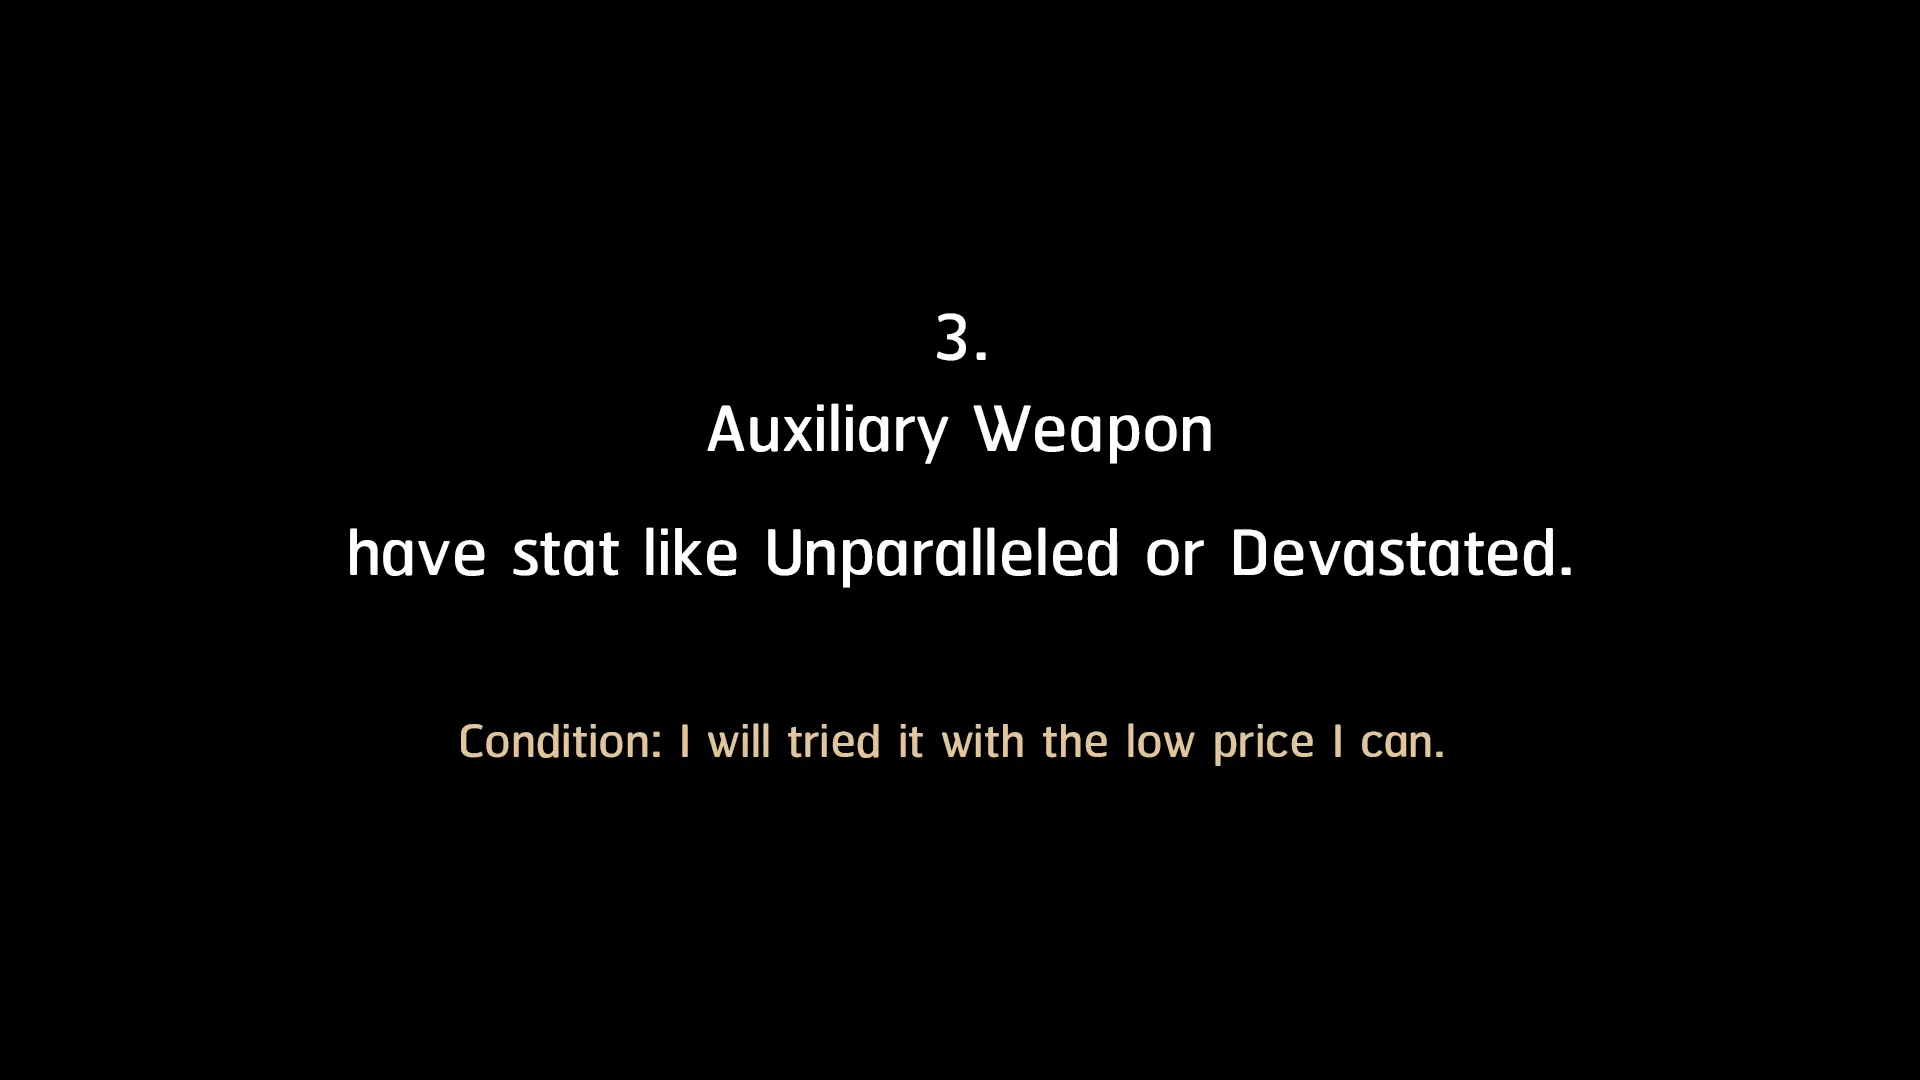 3.
Auxiliary Weapon
have stat like Unparalleled or Devastated.
Condition: I will tried it with the low price I can.